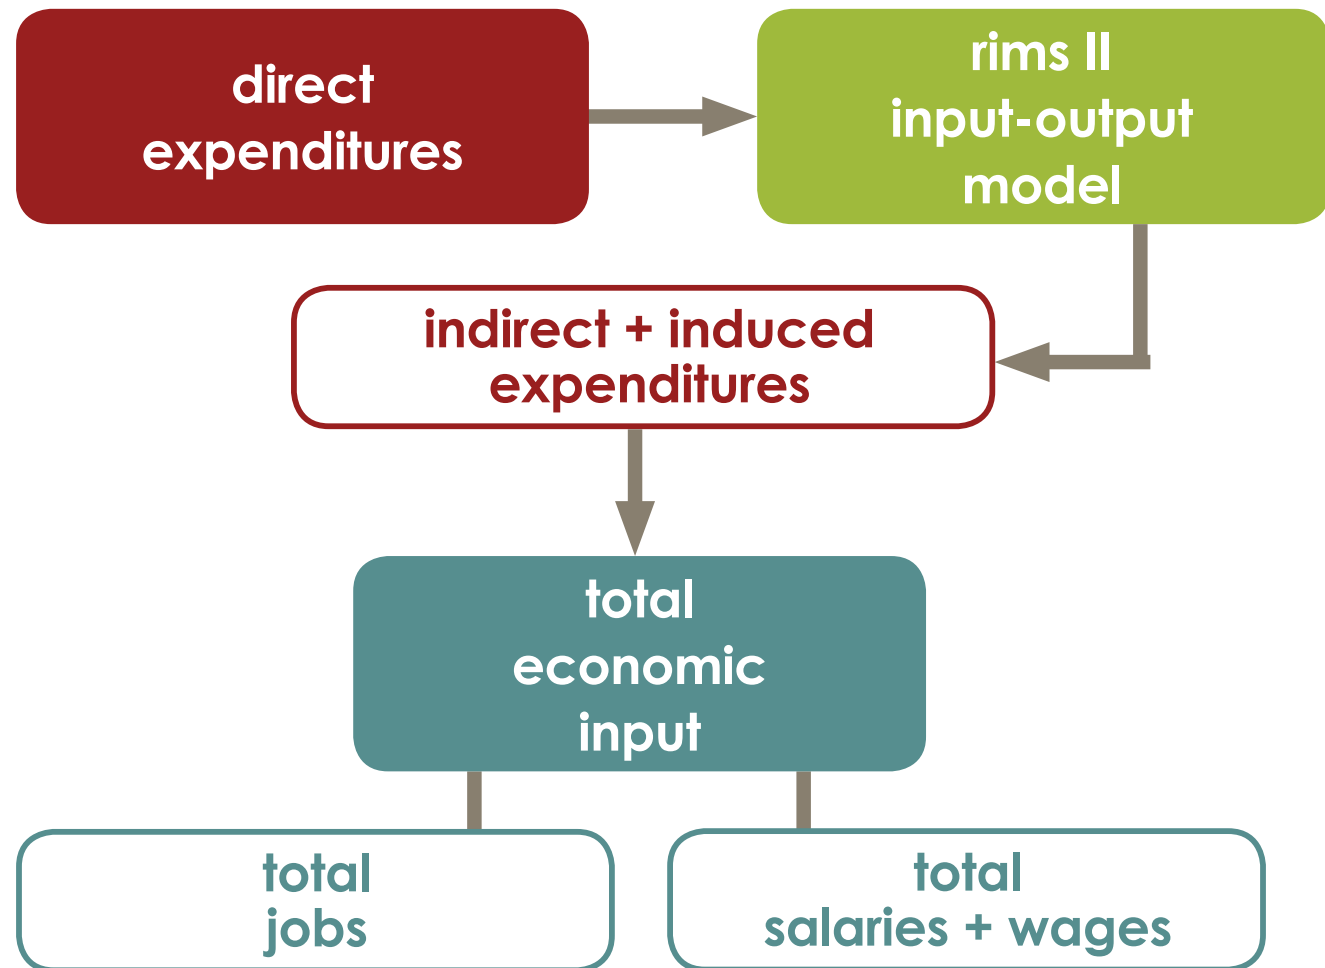 direct
expenditures
rims II
input-output
model
indirect + induced
expenditures
total
economic
input
total
jobs
total
salaries + wages